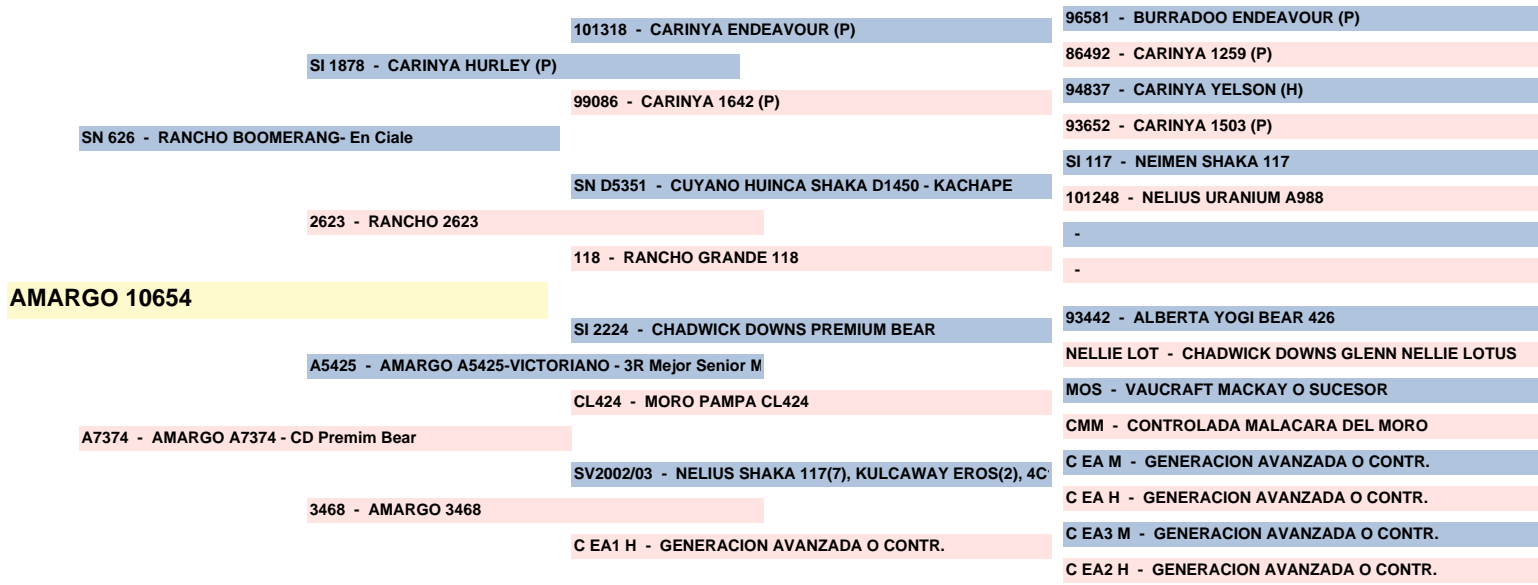 96581 - BURRADOO ENDEAVOUR (P)
101318 - CARINYA ENDEAVOUR (P)
86492 - CARINYA 1259 (P)
SI 1878 - CARINYA HURLEY (P)
94837 - CARINYA YELSON (H)
99086 - CARINYA 1642 (P)
93652 - CARINYA 1503 (P)
SN 626 - RANCHO BOOMERANG- En Ciale
SI 117 - NEIMEN SHAKA 117
SN D5351 - CUYANO HUINCA SHAKA D1450 - KACHAPE
101248 - NELIUS URANIUM A988
2623 - RANCHO 2623
-
118 - RANCHO GRANDE 118
-
AMARGO 10654
93442 - ALBERTA YOGI BEAR 426
SI 2224 - CHADWICK DOWNS PREMIUM BEAR
NELLIE LOT - CHADWICK DOWNS GLENN NELLIE LOTUS
A5425 - AMARGO A5425-VICTORIANO - 3R Mejor Senior M
MOS - VAUCRAFT MACKAY O SUCESOR
CL424 - MORO PAMPA CL424
CMM - CONTROLADA MALACARA DEL MORO
A7374 - AMARGO A7374 - CD Premim Bear
C EA M - GENERACION AVANZADA O CONTR.
SV2002/03 - NELIUS SHAKA 117(7), KULCAWAY EROS(2), 4C
C EA H - GENERACION AVANZADA O CONTR.
3468 - AMARGO 3468
C EA3 M - GENERACION AVANZADA O CONTR.
C EA1 H - GENERACION AVANZADA O CONTR.
C EA2 H - GENERACION AVANZADA O CONTR.